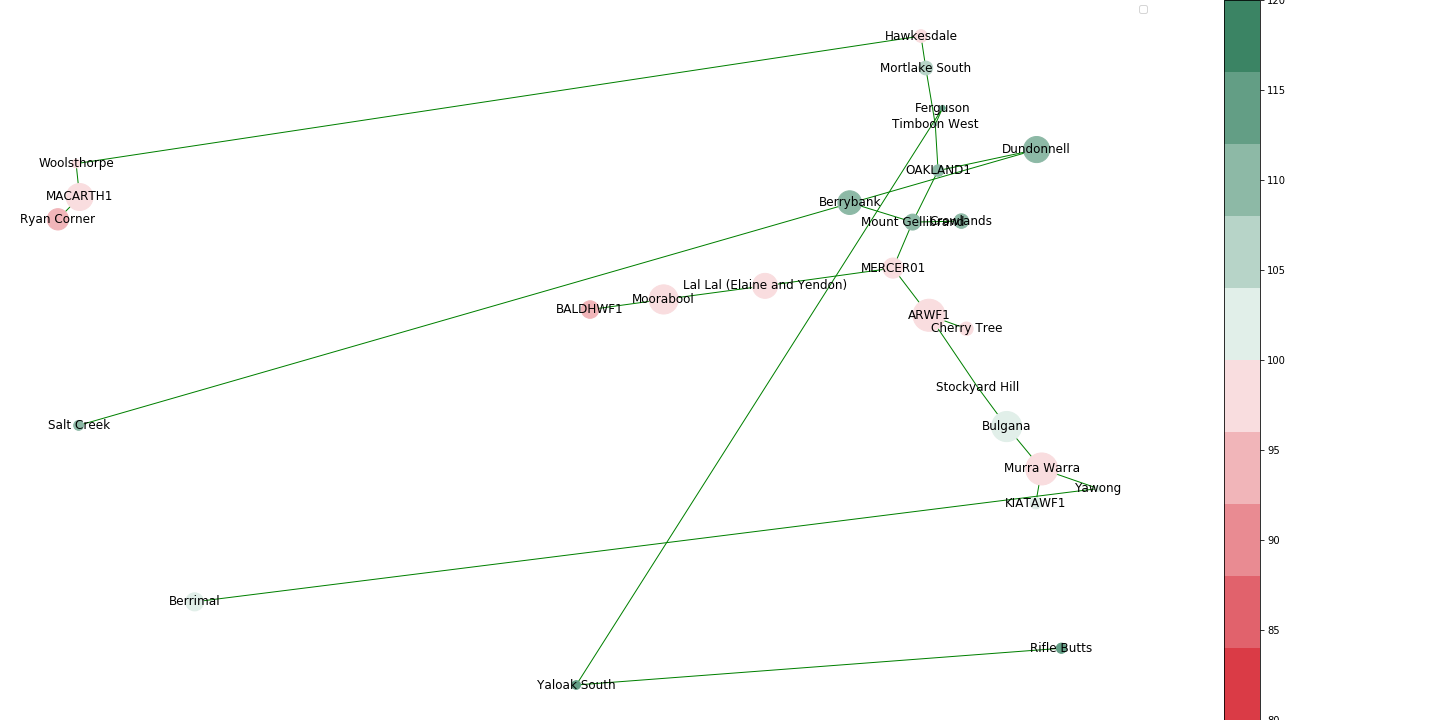 120
Hawkesdale
Mortlake South
115
Ferguson
Timboon West
Dundonnell
Woolsthorpe
OAKLAND1
110
MACARTH1
Berrybank
Ryan Corner
Mount Gellibrand
Crowlands
MERCER01
105
Lal Lal (Elaine and Yendon)
Moorabool
BALDHWF1
ARWF1
Cherry Tree
100
Stockyard Hill
Salt Creek
Bulgana
95
Murra Warra
Yawong
KIATAWF1
90
Berrimal
85
Rifle Butts
Yaloak South
80